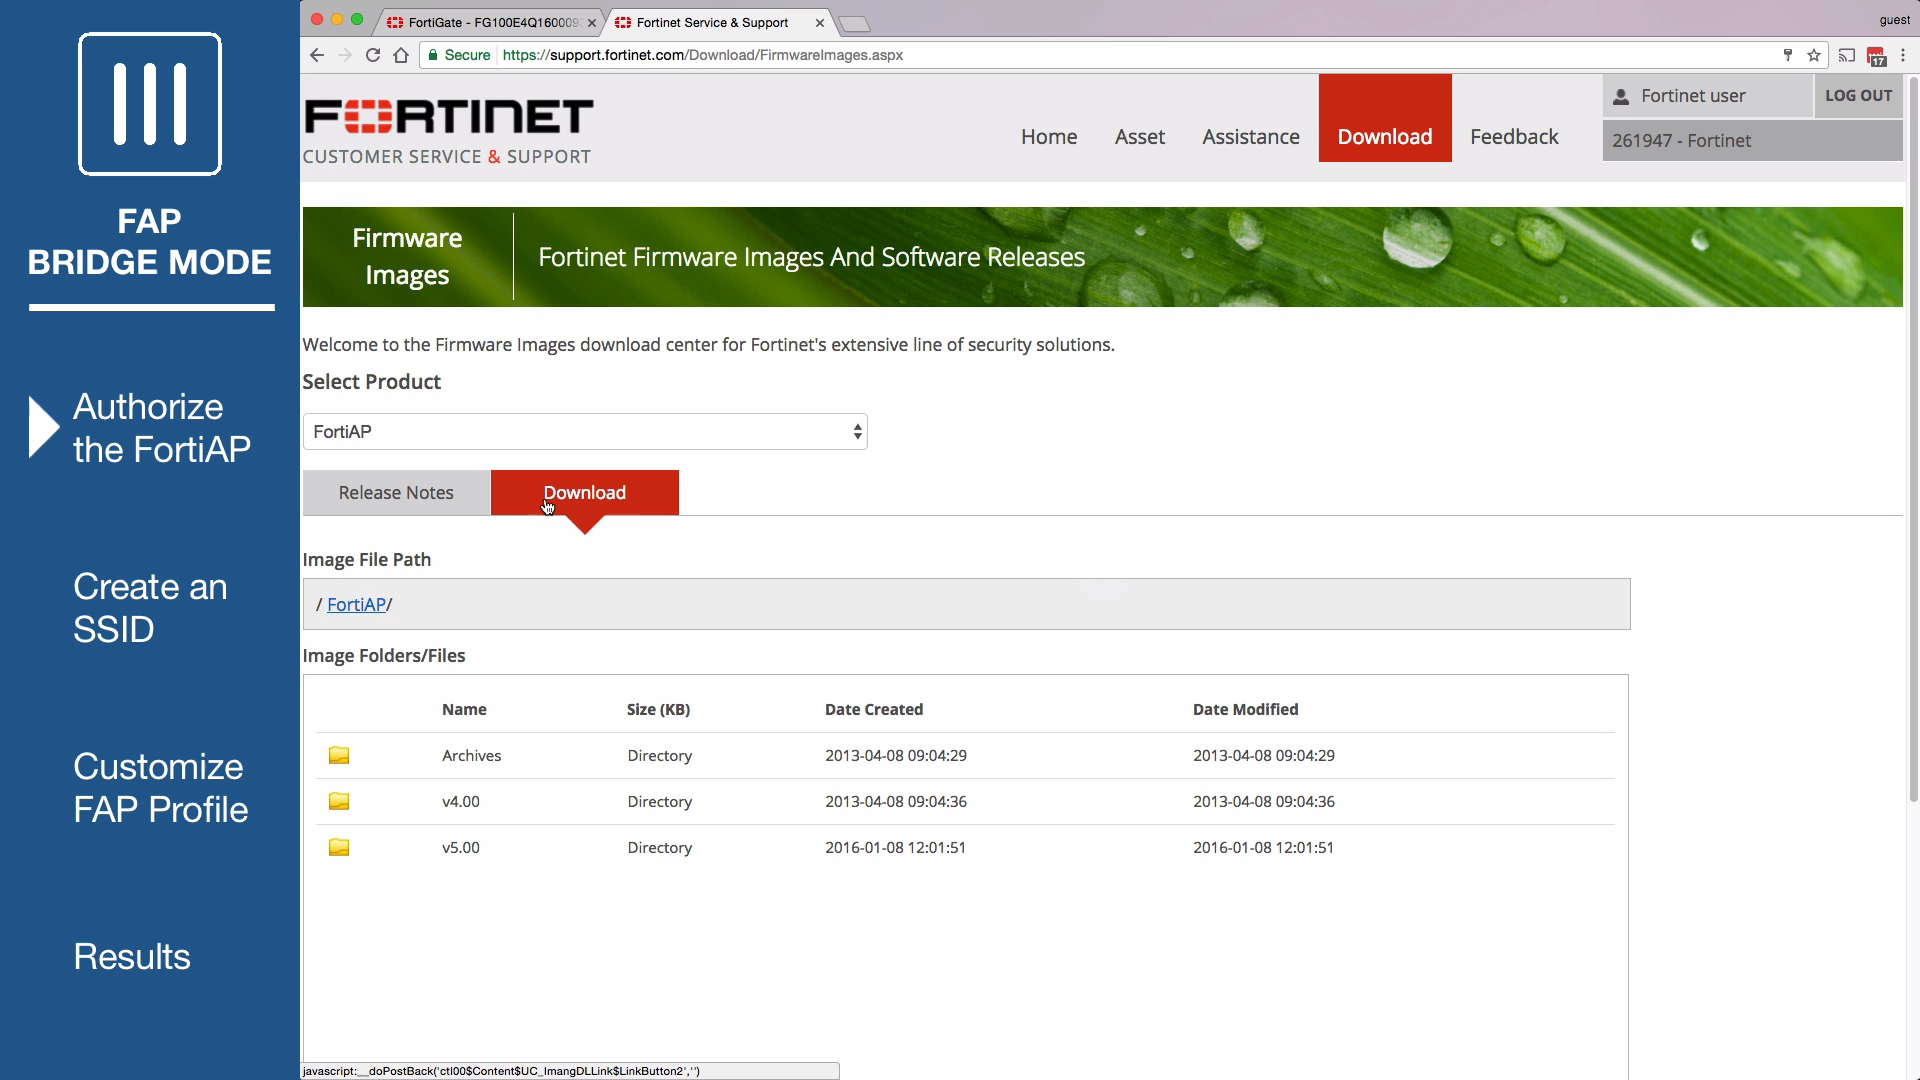 FAP
BRIDGE MODE
Authorize
the FortiAP
Create an
SSID
Customize
FAP Profile
Results
FortiGate - FG100E4Q160009
Fortinet Service & Support
guest
Secure https://support.fortinet.com/Download/FirmwareImages.aspx
17
FORTINET
CUSTOMER SERVICE & SUPPORT
Home Asset Assistance Download Feedback
Fortinet user LOG OUT
261947 - Fortinet
Firmware
Images
Fortinet Firmware Images And Software Releases
Welcome to the Firmware Images download center for Fortinet's extensive line of security solutions.
Select Product
FortiAP
Release Notes Download
Image File Path
/ FortiAP/
Image Folders/Files
Name Size (KB) Date Created Date Modified
Archives Directory 2013-04-08 09:04:29 2013-04-08 09:04:29
v4.00 Directory 2013-04-08 09:04:36 2013-04-08 09:04:36
v5.00 Directory 2016-01-08 12:01:51 2016-01-08 12:01:51
javascript:__doPostBack('ctl00$Content$UC_ImangDLLink$LinkButton2','')